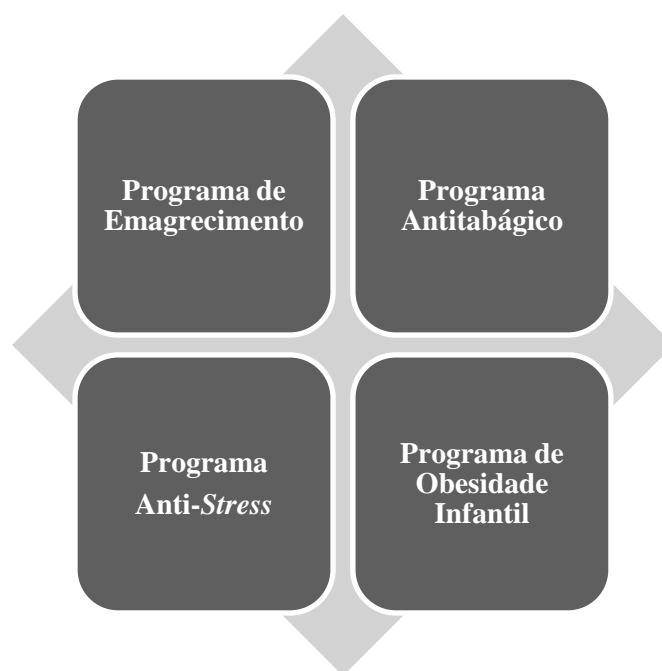 Programa de
Emagrecimento
Programa
Antitabágico
Programa
Anti-Stress
Programa de
Obesidade
Infantil